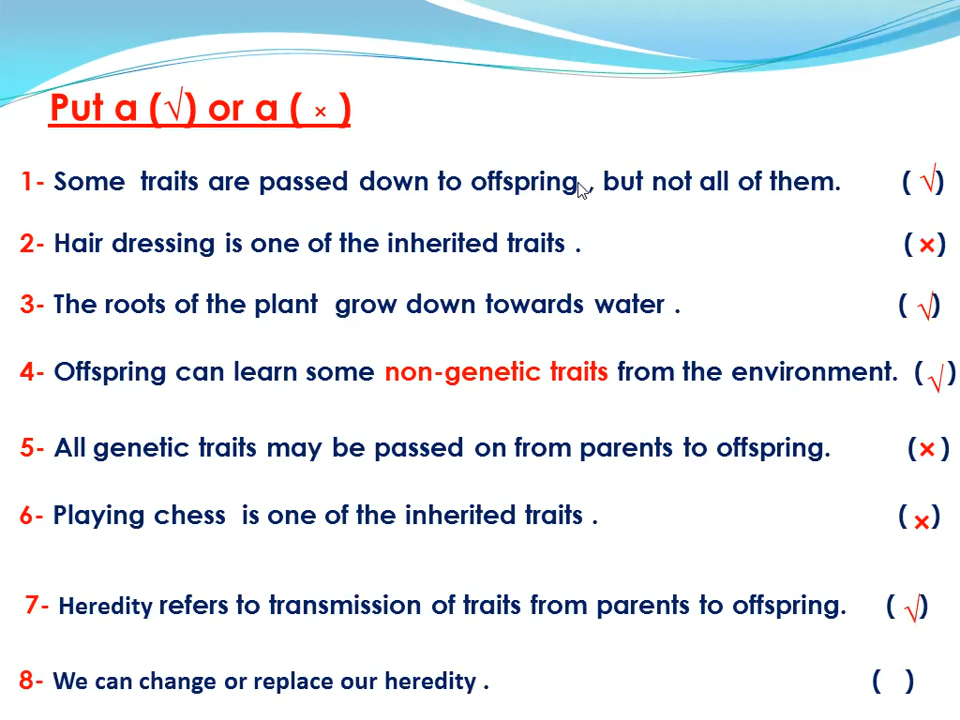 Put a (√) or a ( × )
1- Some traits are passed down to offspring , but not all of them. ( √ )
2- Hair dressing is one of the inherited traits . ( × )
3- The roots of the plant grow down towards water . ( √ )
4- Offspring can learn some non-genetic traits from the environment. ( √ )
5- All genetic traits may be passed on from parents to offspring. ( × )
6- Playing chess is one of the inherited traits . ( × )
7- Heredity refers to transmission of traits from parents to offspring. ( √ )
8- We can change or replace our heredity . ( )